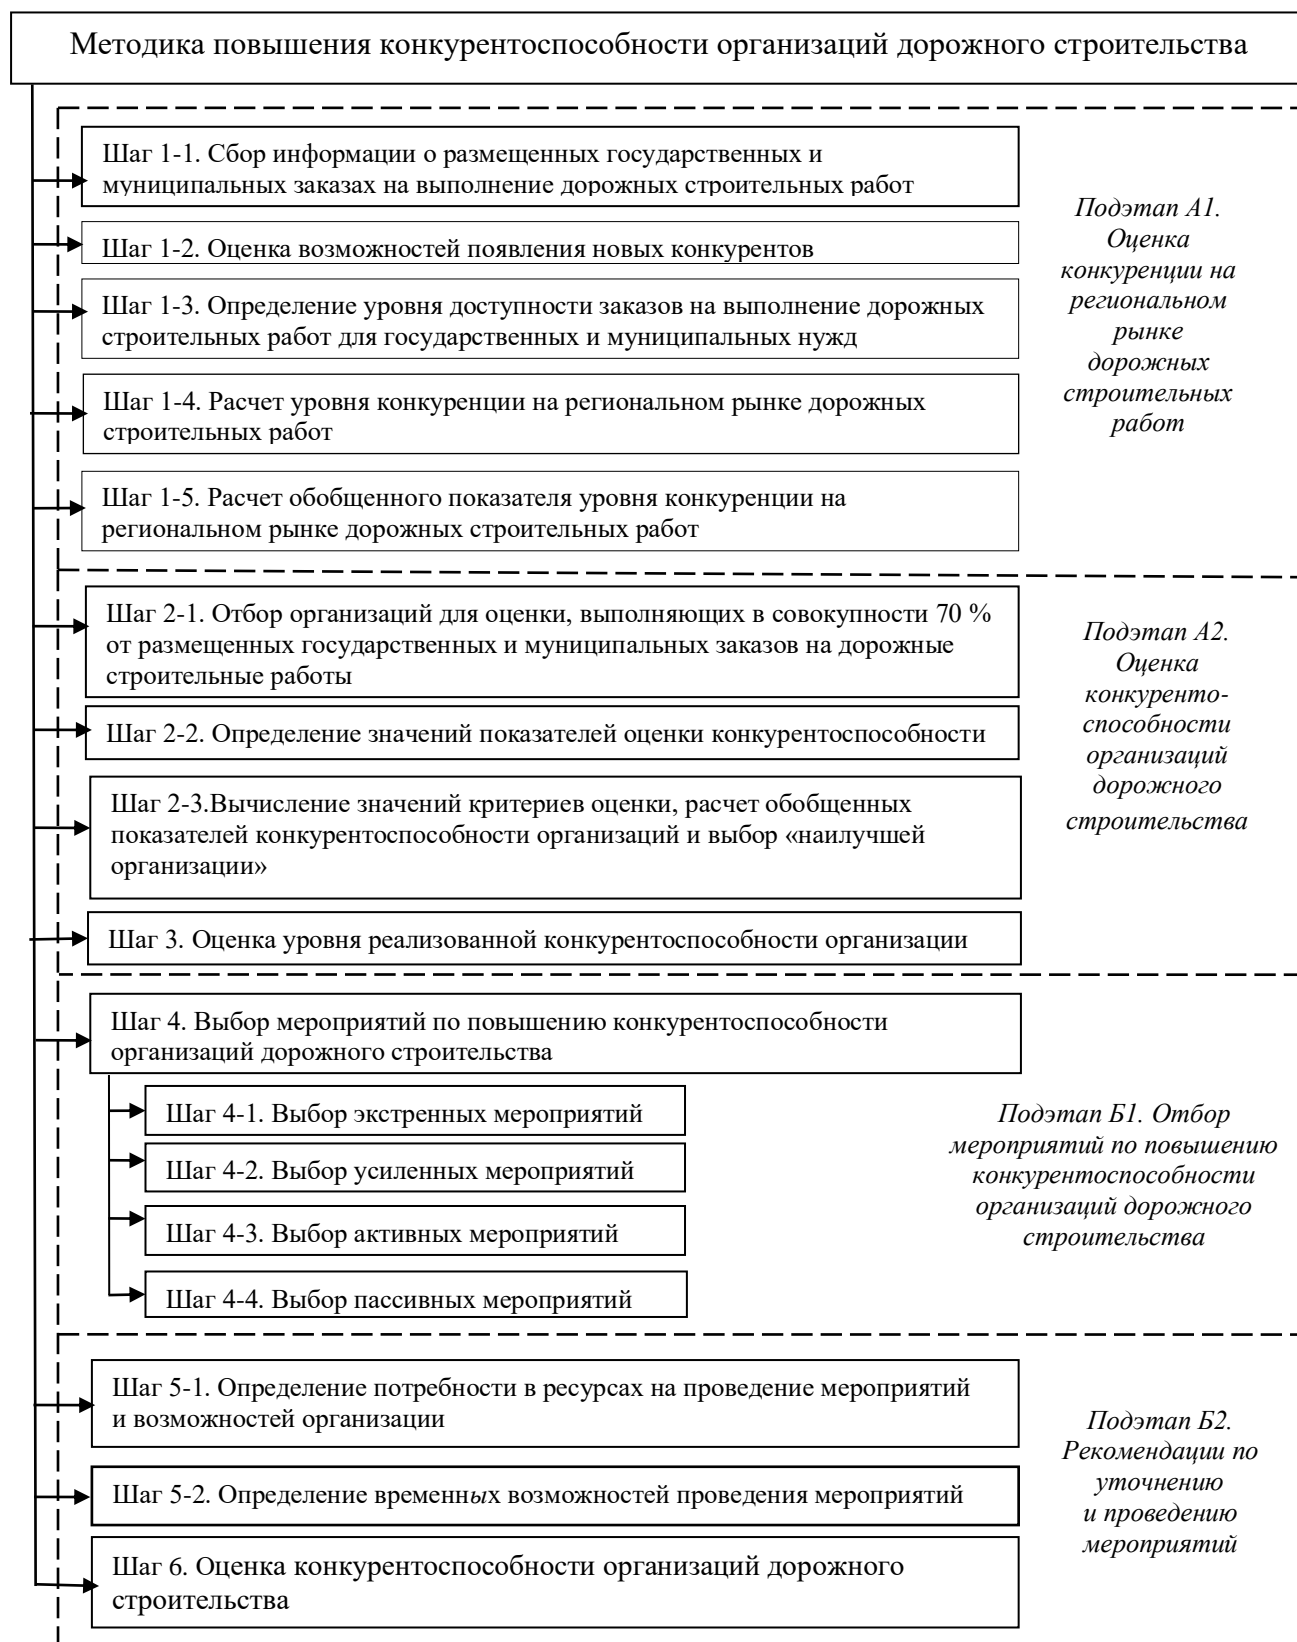 Методика повышения конкурентоспособности организаций дорожного строительства
Шаг 1-1. Сбор информации о размещенных государственных и
муниципальных заказах на выполнение дорожных строительных работ
Шаг 1-2. Оценка возможностей появления новых конкурентов
Шаг 1-3. Определение уровня доступности заказов на выполнение дорожных
строительных работ для государственных и муниципальных нужд
Шаг 1-4. Расчет уровня конкуренции на региональном рынке дорожных
строительных работ
Шаг 1-5. Расчет обобщенного показателя уровня конкуренции на
региональном рынке дорожных строительных работ
Подэтап А1.
Оценка
конкуренции на
региональном
рынке
дорожных
строительных
работ
Шаг 2-1. Отбор организаций для оценки, выполняющих в совокупности 70 %
от размещенных государственных и муниципальных заказов на дорожные
строительные работы
Шаг 2-2. Определение значений показателей оценки конкурентоспособности
Шаг 2-3.Вычисление значений критериев оценки, расчет обобщенных
показателей конкурентоспособности организаций и выбор «наилучшей
организации»
Шаг 3. Оценка уровня реализованной конкурентоспособности организации
Подэтап А2.
Оценка
конкуренто-
способности
организаций
дорожного
строительства
Шаг 4. Выбор мероприятий по повышению конкурентоспособности
организаций дорожного строительства
Шаг 4-1. Выбор экстренных мероприятий
Шаг 4-2. Выбор усиленных мероприятий
Шаг 4-3. Выбор активных мероприятий
Шаг 4-4. Выбор пассивных мероприятий
Подэтап Б1. Отбор
мероприятий по повышению
конкурентоспособности
организаций дорожного
строительства
Шаг 5-1. Определение потребности в ресурсах на проведение мероприятий
и возможностей организации
Шаг 5-2. Определение временных возможностей проведения мероприятий
Шаг 6. Оценка конкурентоспособности организаций дорожного
строительства
Подэтап Б2.
Рекомендации по
уточнению
и проведению
мероприятий